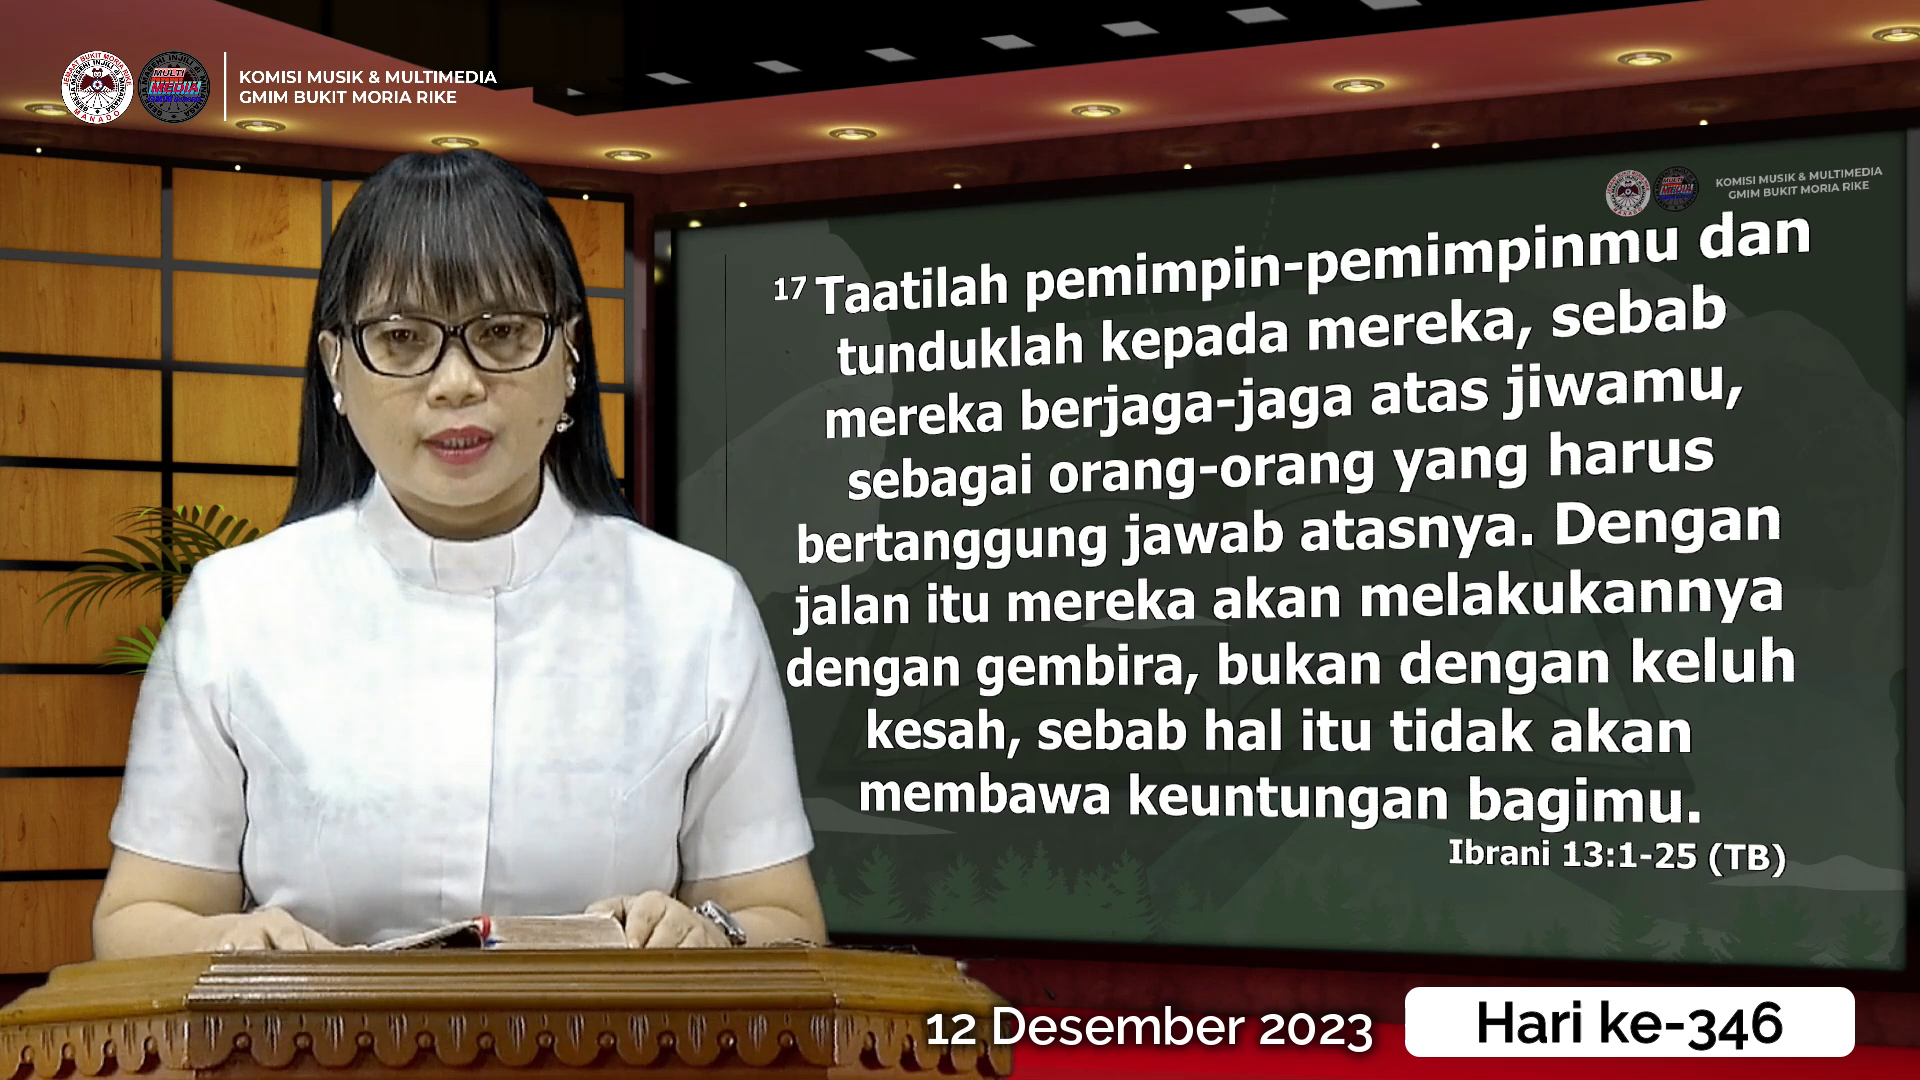 KOMISI MUSIK & MULTIMEDIA
GMIM BUKIT MORIA RIKE
MULTI
MEDIA
MANADO
KOMISI MUSIK & MULTIMEDIA
GMIM BUKIT MORIA RIKE
17 Taatilah pemimpin-pemimpinmu dan
tunduklah kepada mereka, sebab
mereka berjaga-jaga atas jiwamu,
sebagai orang-orang yang harus
bertanggung jawab atasnya. Dengan
jalan itu mereka akan melakukannya
dengan gembira, bukan dengan keluh
kesah, sebab hal itu tidak akan
membawa keuntungan bagimu.
Ibrani 13:1-25 (TB)
12 Desember 2023
Hari ke-346